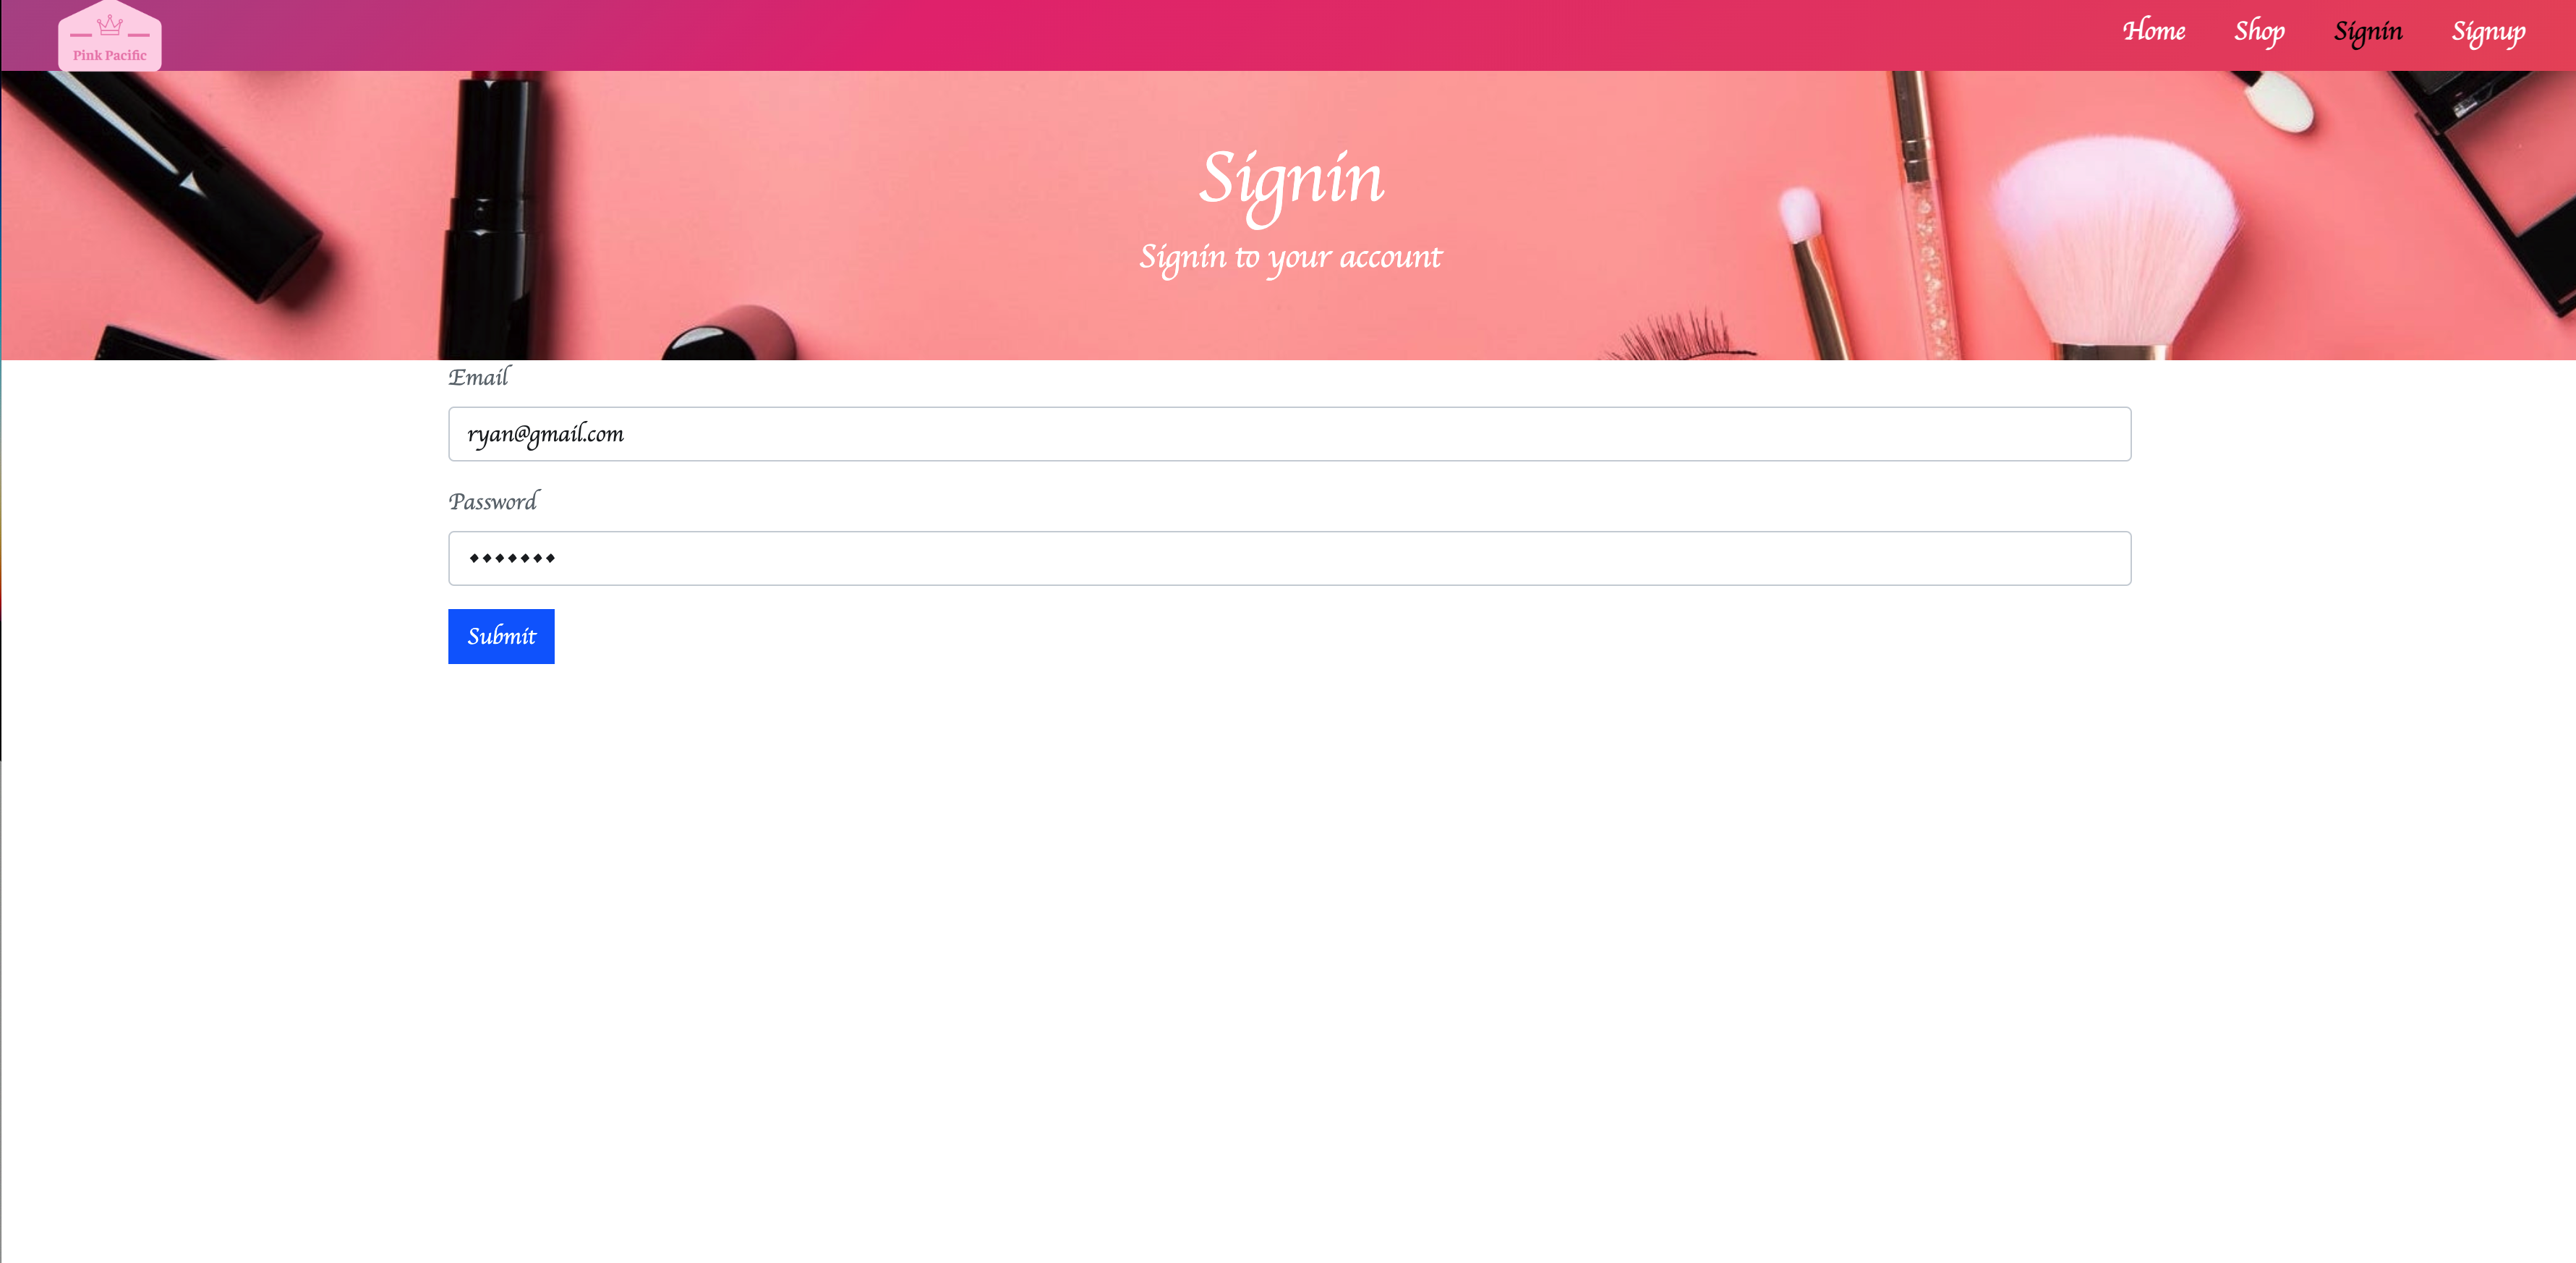 Pink Pacific
Home Shop Signin Signup
Signin
Signin to your account
Email
ryan@gmail.com
Password
•••••••
Submit